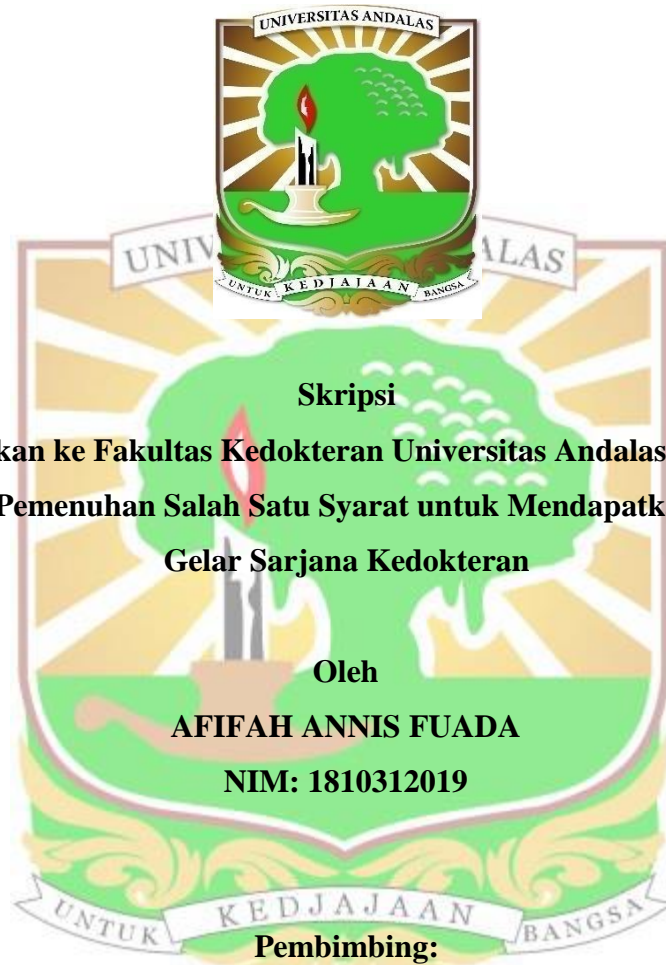 UNIVERSITAS ANDALAS
UNTUK KEDJAJAAN BANGSA
Skripsi
kan ke Fakultas Kedokteran Universitas Andalas
Pemenuhan Salah Satu Syarat untuk Mendapatk
Gelar Sarjana Kedokteran
Oleh
AFIFAH ANNIS FUADA
NIM: 1810312019
UNTUK KEDJAJAAN BANGSA
Pembimbing: